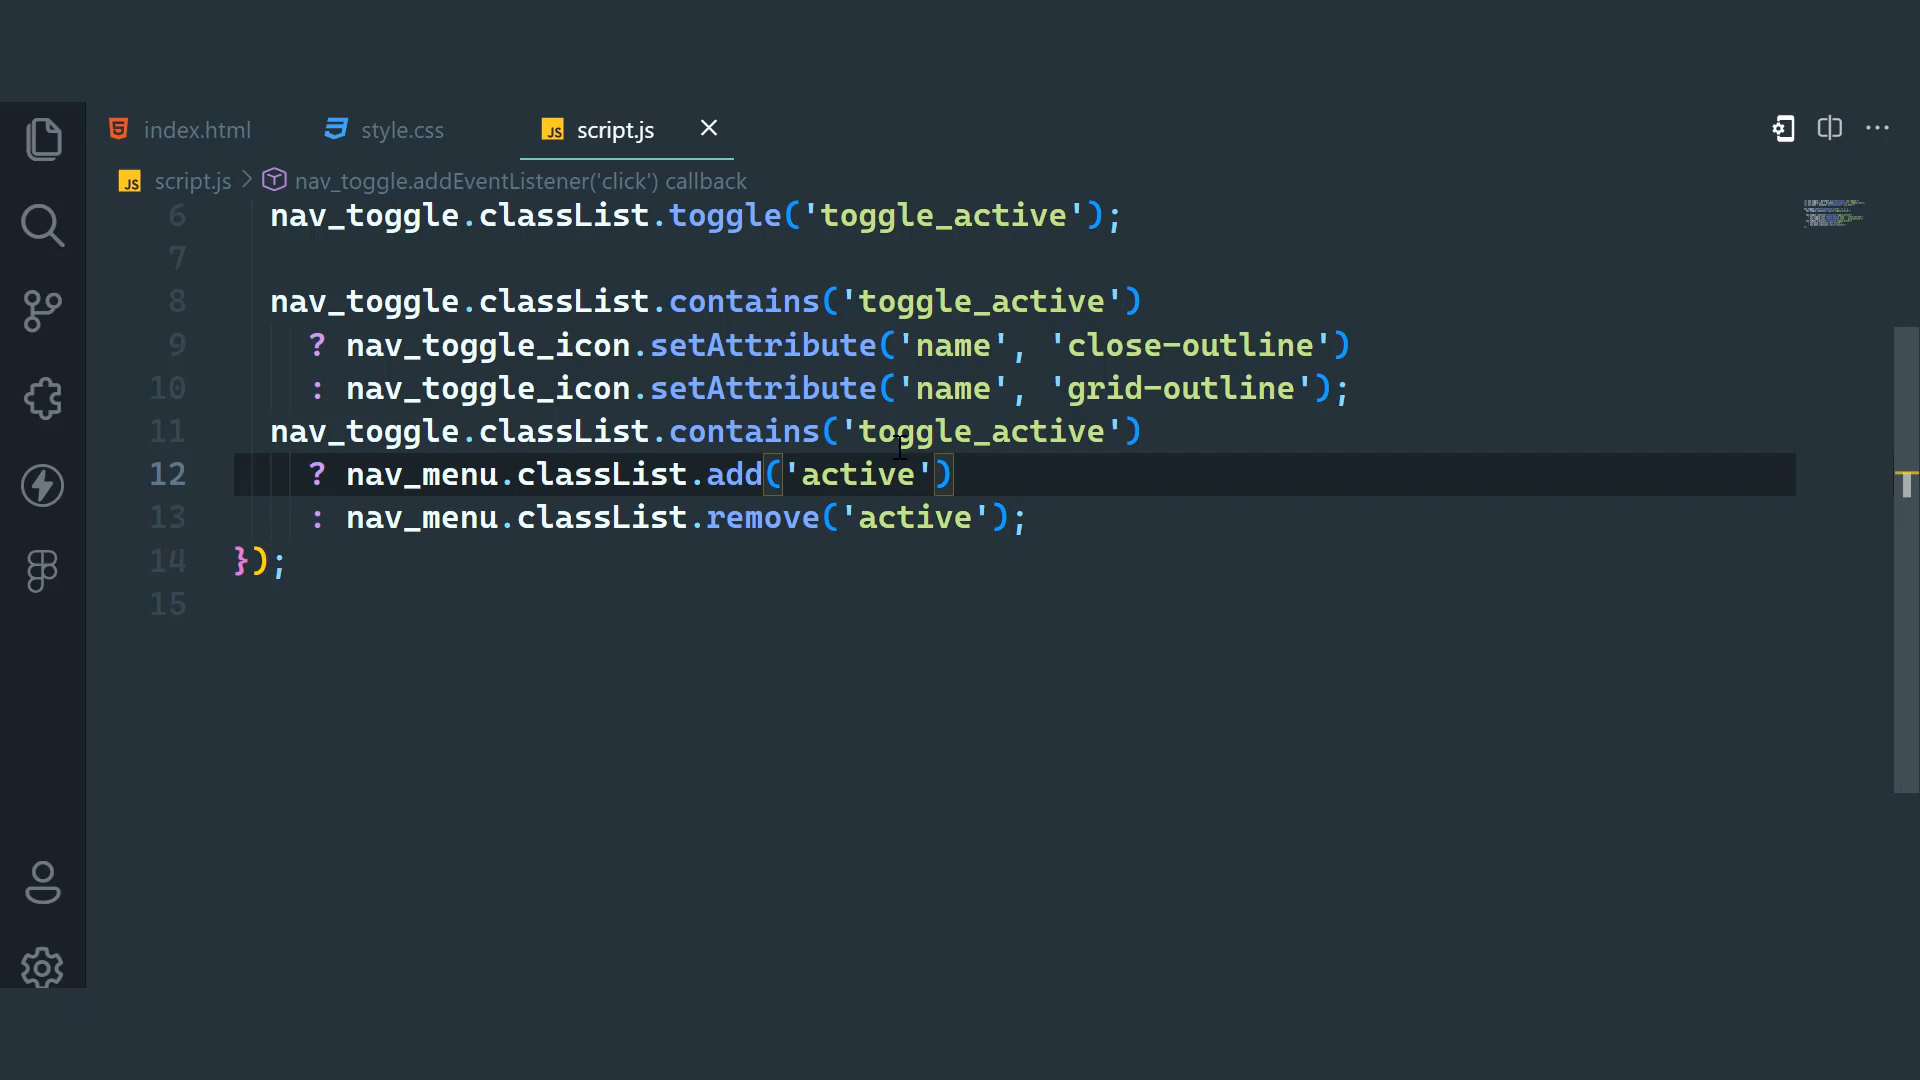 index.html style.css JS script.js
JS script.js > nav_toggle.addEventListener('click') callback
6 nav_toggle.classList.toggle('toggle_active');
7
8 nav_toggle.classList.contains('toggle_active')
9 ? nav_toggle_icon.setAttribute('name', 'close-outline')
10 : nav_toggle_icon.setAttribute('name', 'grid-outline');
11 nav_toggle.classList.contains('toggle_active')
12 ? nav_menu.classList.add('active')
13 : nav_menu.classList.remove('active');
14 });
15